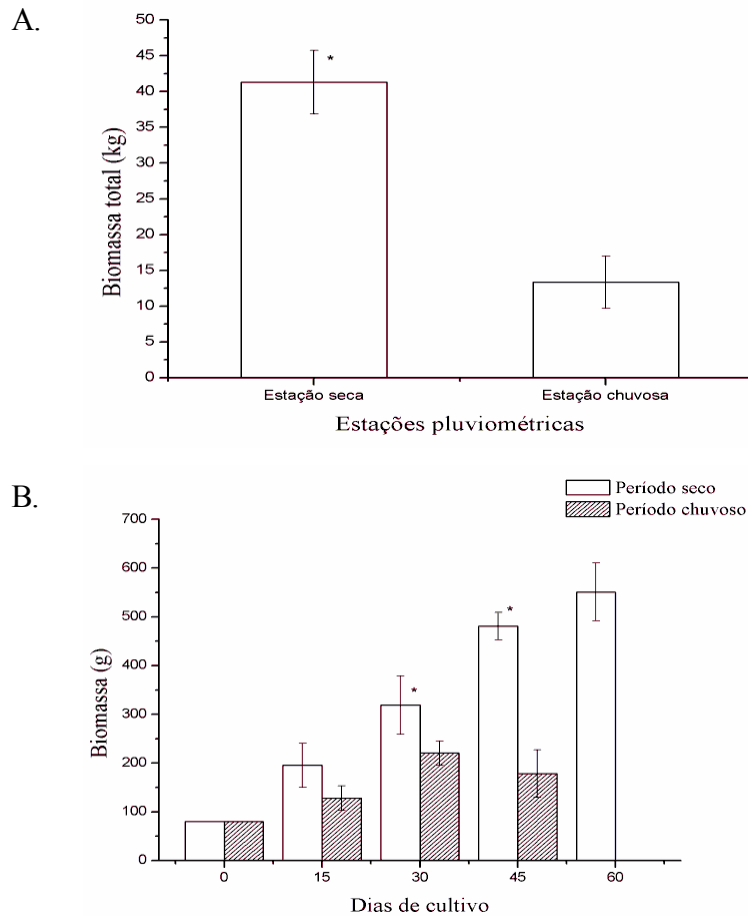 A.
50
45
40
35
30
25
20
15
10
5
0
Biomassa total (kg)
*
Estação seca
Estação chuvosa
Estações pluviométricas
B.
Período seco
Período chuvoso
700
600
500
400
300
200
100
0
Biomassa (g)
*
*
0 15 30 45 60
Dias de cultivo